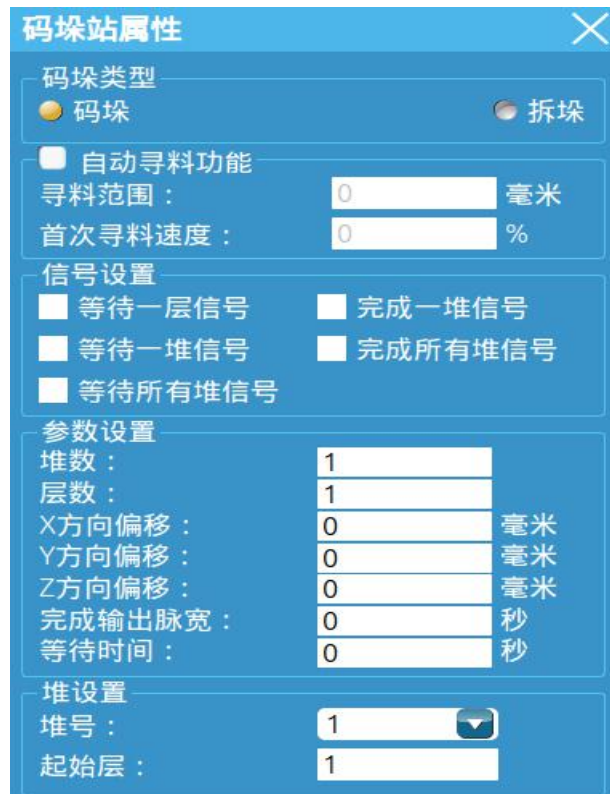 码垛站属性
码垛类型
码垛 拆垛
自动寻料功能
寻料范围： 0 毫米
首次寻料速度： 0 %
信号设置
等待一层信号 完成一堆信号
等待一堆信号 完成所有堆信号
等待所有堆信号
参数设置
堆数： 1
层数： 1
X方向偏移： 0 毫米
Y方向偏移： 0 毫米
Z方向偏移： 0 毫米
完成输出脉宽： 0 秒
等待时间： 0 秒
堆设置
堆号： 1
起始层： 1